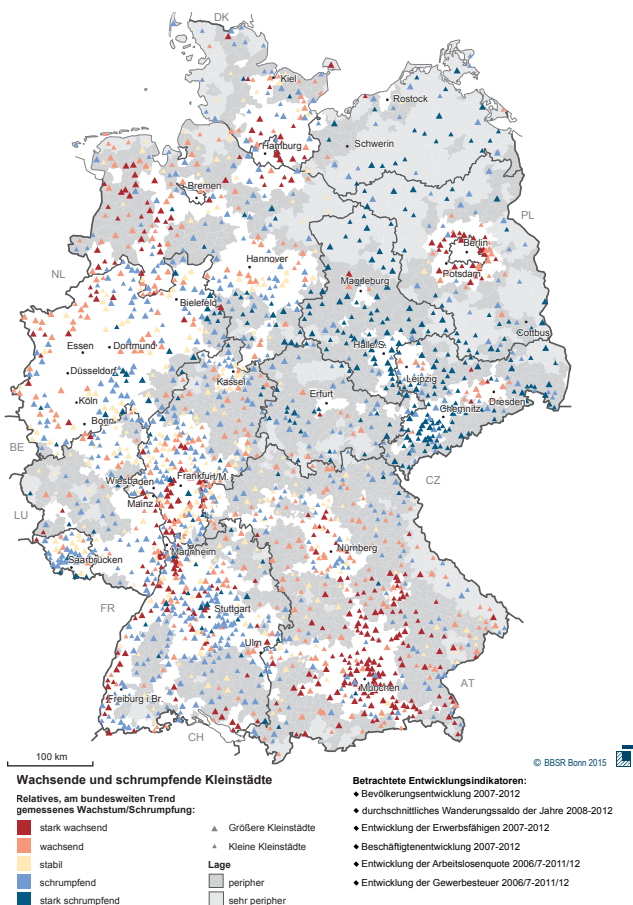 DK
Kiel
Rostock
Hamburg
Schwerin
Bremen
PL
Berlin
Hannover
Potsdam
NL
Magdeburg
Bielefeld
Cottbus
Essen
Dortmund
Halle/S.
Düsseldorf
Leipzig
Kassel
Köln
Erfurt
Dresden
Chemnitz
Bonn
BE
CZ
Wiesbaden
Frankfurt/M.
Mainz
LU
Mannheim
Nürnberg
Saarbrücken
FR
Stuttgart
Ulm
AT
München
Freiburg i.Br.
CH
100 km
© BBSR Bonn 2015
Wachsende und schrumpfende Kleinstädte
Relatives, am bundesweiten Trend
gemessenes Wachstum/Schrumpfung:
stark wachsend
wachsend
stabil
schrumpfend
stark schrumpfend
Größere Kleinstädte
Kleine Kleinstädte
Lage
peripher
sehr peripher
Betrachtete Entwicklungsindikatoren:
Bevölkerungsentwicklung 2007-2012
durchschnittliches Wanderungssaldo der Jahre 2008-2012
Entwicklung der Erwerbsfähigen 2007-2012
Beschäftigtenentwicklung 2007-2012
Entwicklung der Arbeitslosenquote 2006/7-2011/12
Entwicklung der Gewerbesteuer 2006/7-2011/12